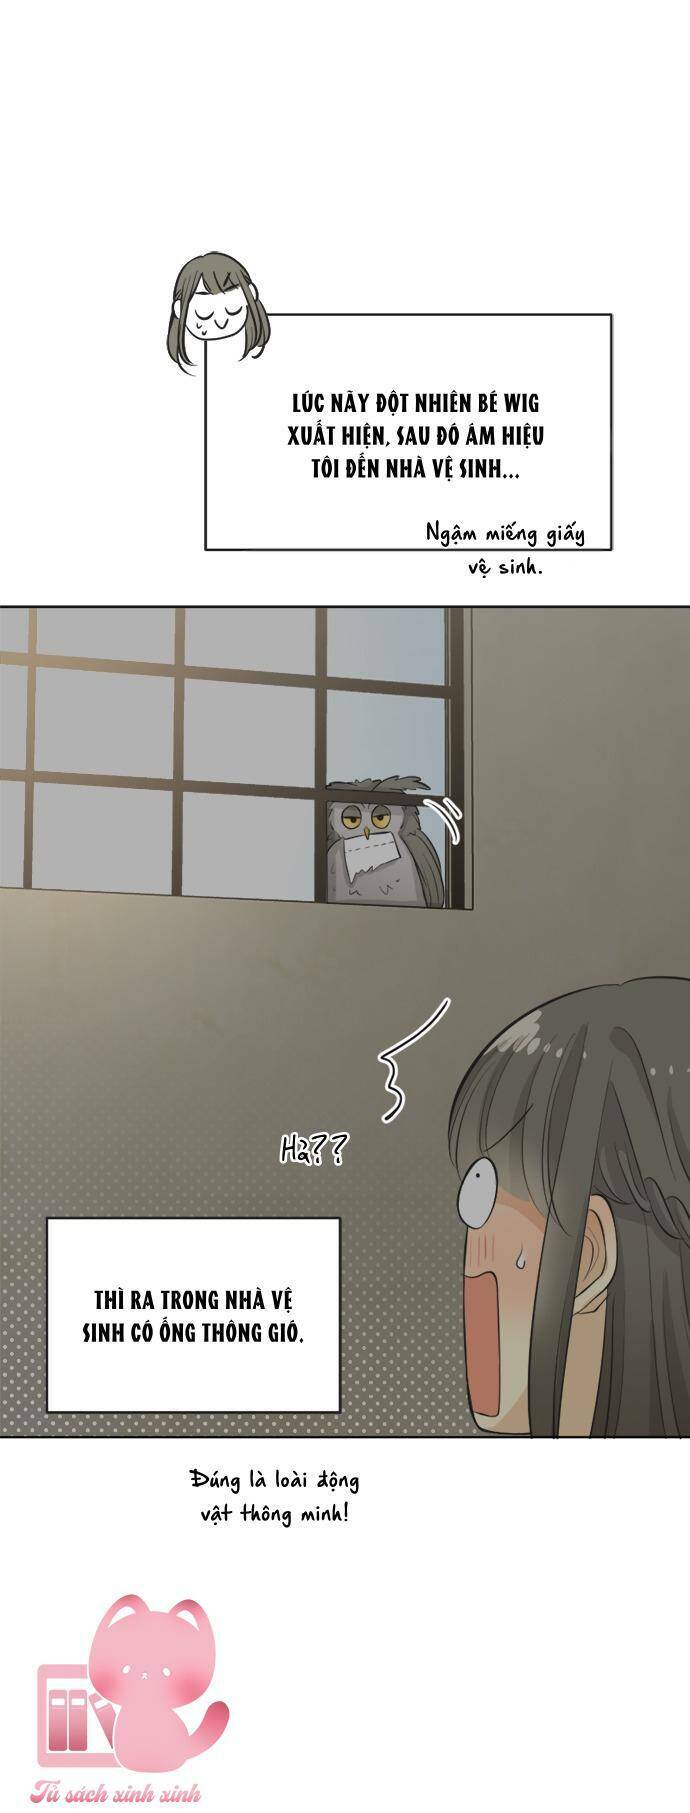 LÚC NÃY ĐỘT NHIÊN BÉ WIG
XUẤT HIỆN, SAU ĐÓ ÁM HIỆU
TÔI ĐẾN NHÀ VỆ SINH...
Ngậm miếng giấy
vệ sinh.
Hả??
THÌ RA TRONG NHÀ VỆ
SINH CÓ ỐNG THÔNG GIÓ.
Đúng là loài động
vật thông minh!
Tủ sách xinh xinh